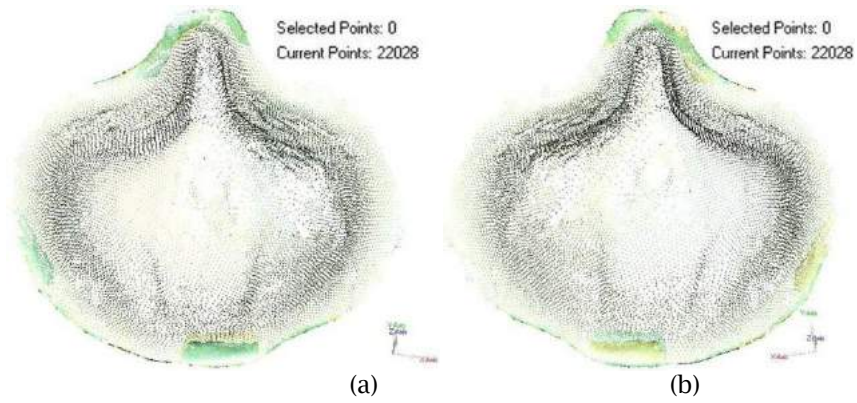 Selected Points: 0
Current Points: 22028
Selected Points: 0
Current Points: 22028
(a)
(b)